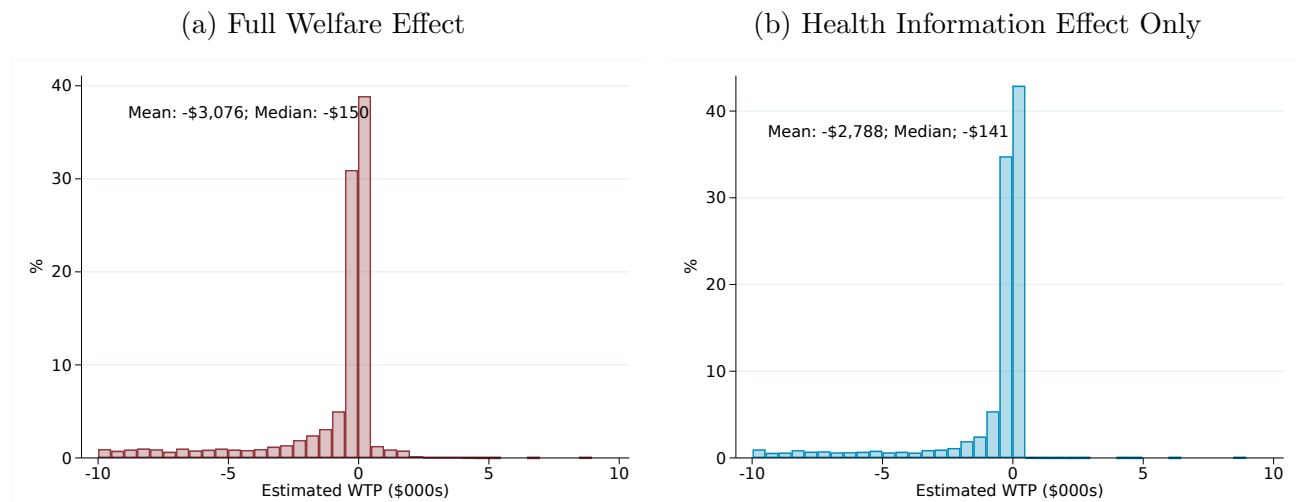 (a) Full Welfare Effect
Mean: -$3,076; Median: -$150
40
30
20
10
0
%
-10 -5 0 5 10
Estimated WTP ($000s)
(b) Health Information Effect Only
Mean: -$2,788; Median; -$141
40
30
20
10
0
%
-10 -5 0 5 10
Estimated WTP ($000s)